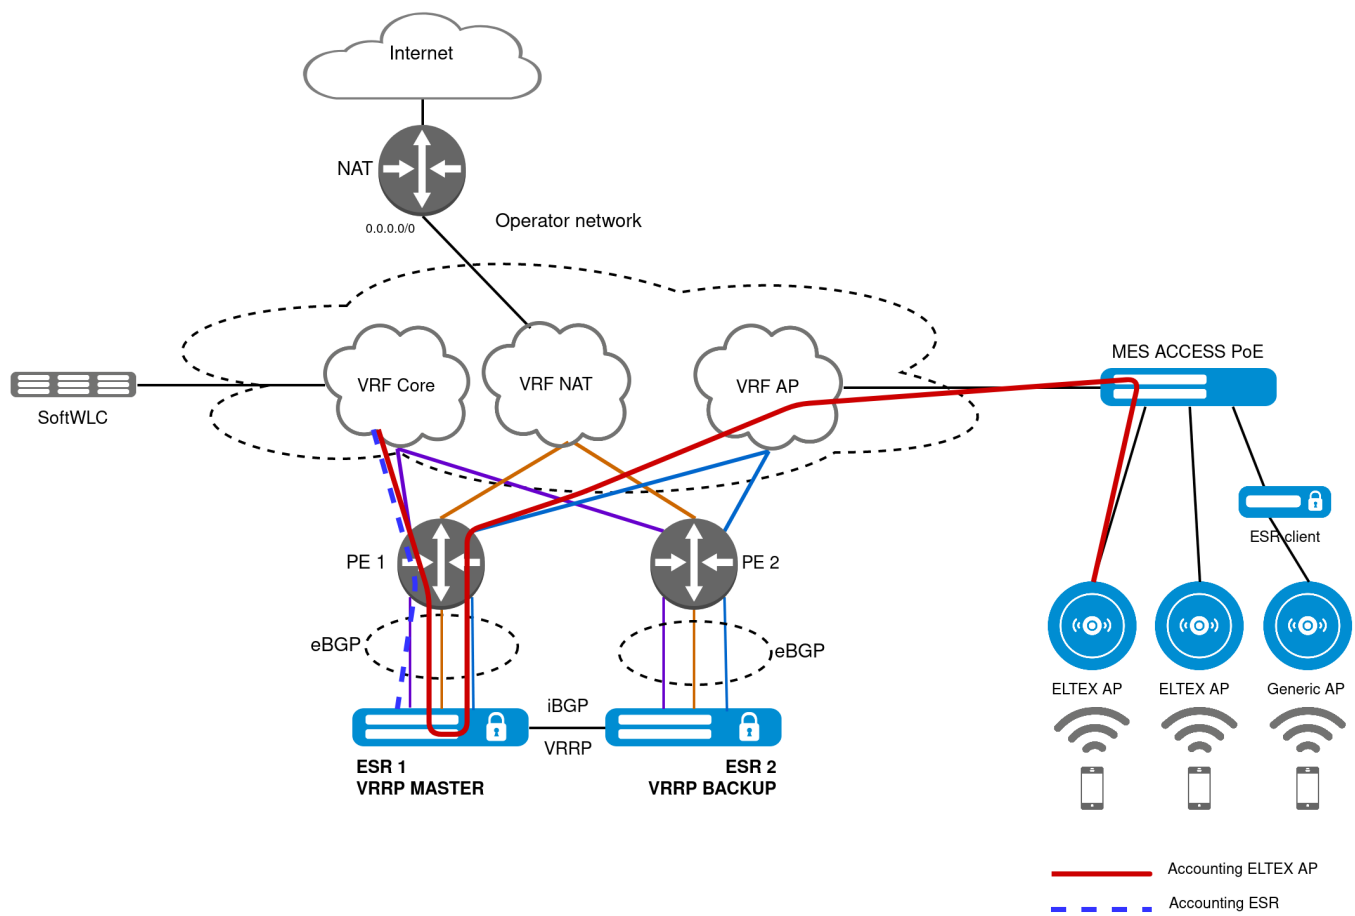 Internet
NAT
0.0.0.0/0
Operator network
MES ACCESS PoE
VRF Core
VRF NAT
VRF AP
SoftWLC
ESR client
PE 1
PE 2
eBGP
eBGP
ELTEX AP
ELTEX AP
Generic AP
iBGP
VRRP
ESR 1
VRRP MASTER
ESR 2
VRRP BACKUP
Accounting ELTEX AP
Accounting ESR